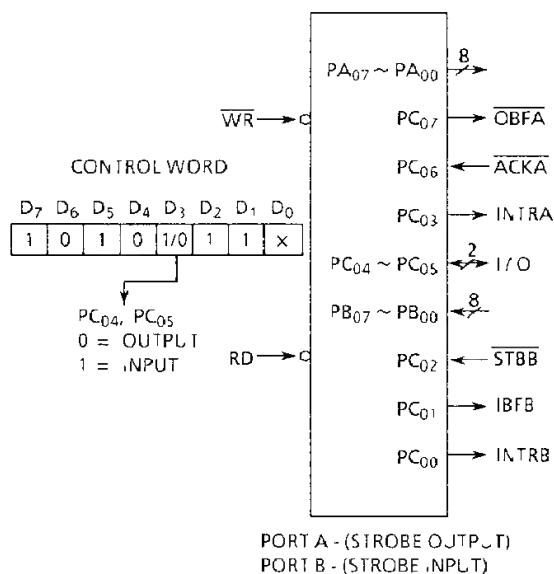 PA07 ~ PA00 8
WR
PC07 OBFA
PC06 ACKA
CONTROL WORD
D7 D6 D5 D4 D3 D2 D1 D0
1 0 1 0 1/0 1 1 x
PC03 INTRA
PC04 ~ PC05 2 I/O
PC04, PC05
0 = OUTPUT
1 = INPUT
PB07 ~ PB00 8
RD
PC02 STBB
PC01 IBFB
PC00 INTRB
PORT A - (STROBE OUTPUT)
PORT B - (STROBE INPUT)